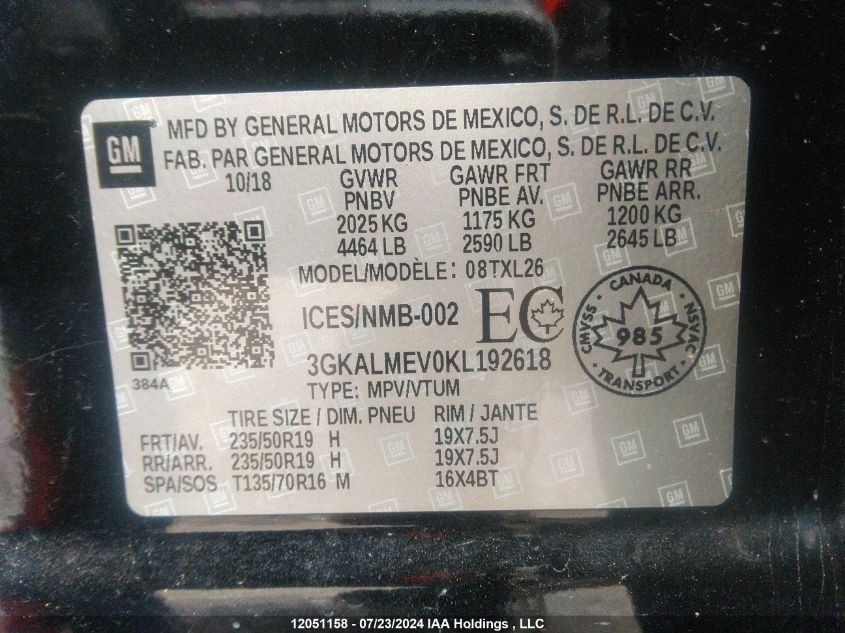 GM
MFD BY GENERAL MOTORS DE MEXICO, S. DE R.L. DE C.V.
FAB. PAR GENERAL MOTORS DE MEXICO, S. DE R.L. DE C.V.
10/18 GVWR GAWR FRT GAWR RR
PNBV PNBE AV. PNBE ARR.
2025 KG 1175 KG 1200 KG
4464 LB 2590 LB 2645 LB
MODEL/MODÈLE: 08TXL26
ICES/NMB-002 EC
CANADA
CMVSS 985 NSVAC
TRANSPORT
3GKALMEV0KL192618
384A
TYPE: MPV/VTUM
TIRE SIZE / DIM. PNEU RIM / JANTE
FRT/AV. 235/50R19 H 19X7.5J
RR/ARR. 235/50R19 H 19X7.5J
SPA/SOS T135/70R16 M 16X4BT
12051158 - 07/23/2024 IAA Holdings , LLC